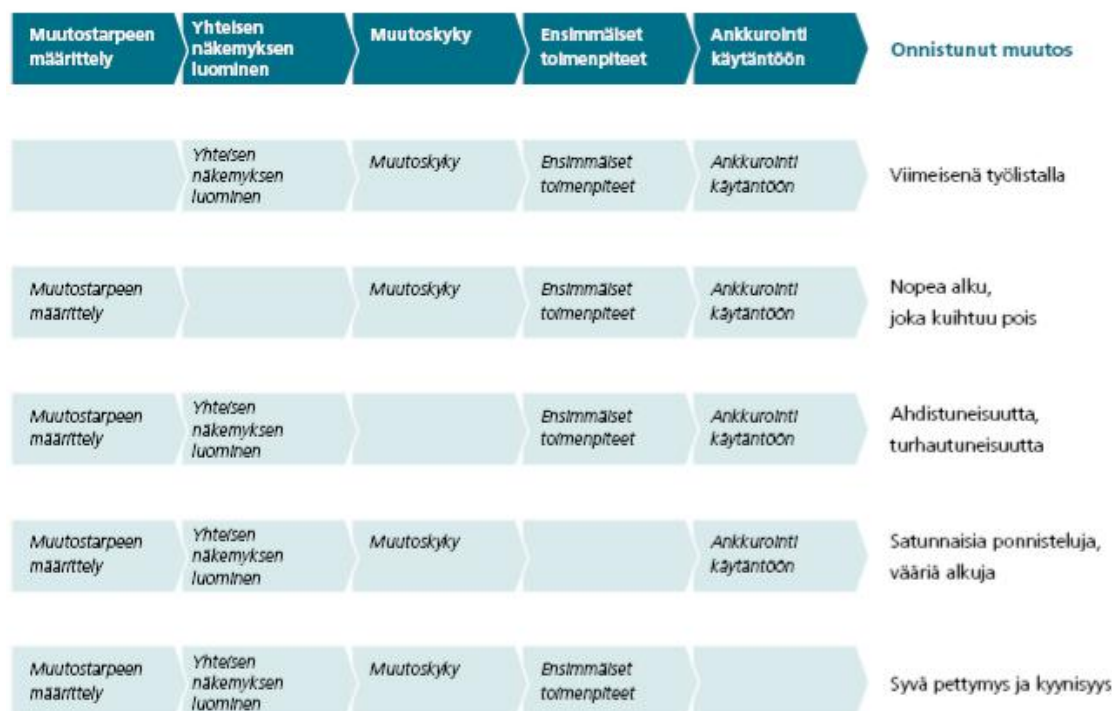 Muutostarpeen
määrittely
Yhteisen
näkemyksen
luominen
Muutoskyky
Ensimmäiset
toimenpiteet
Ankkurointi
käytäntöön
Onnistunut muutos
Yhteisen
näkemyksen
luominen
Muutoskyky
Ensimmäiset
toimenpiteet
Ankkurointi
käytäntöön
Viimeisenä työlistalla
Muutostarpeen
määrittely
Muutoskyky
Ensimmäiset
toimenpiteet
Ankkurointi
käytäntöön
Nopea alku,
joka kuihtuu pois
Muutostarpeen
määrittely
Yhteisen
näkemyksen
luominen
Ensimmäiset
toimenpiteet
Ankkurointi
käytäntöön
Ahdistuneisuutta,
turhautuneisuutta
Muutostarpeen
määrittely
Yhteisen
näkemyksen
luominen
Muutoskyky
Ankkurointi
käytäntöön
Satunnaisia ponnisteluja,
vääriä alkuja
Muutostarpeen
määrittely
Yhteisen
näkemyksen
luominen
Muutoskyky
Ensimmäiset
toimenpiteet
Syvä pettymys ja kyynisyys